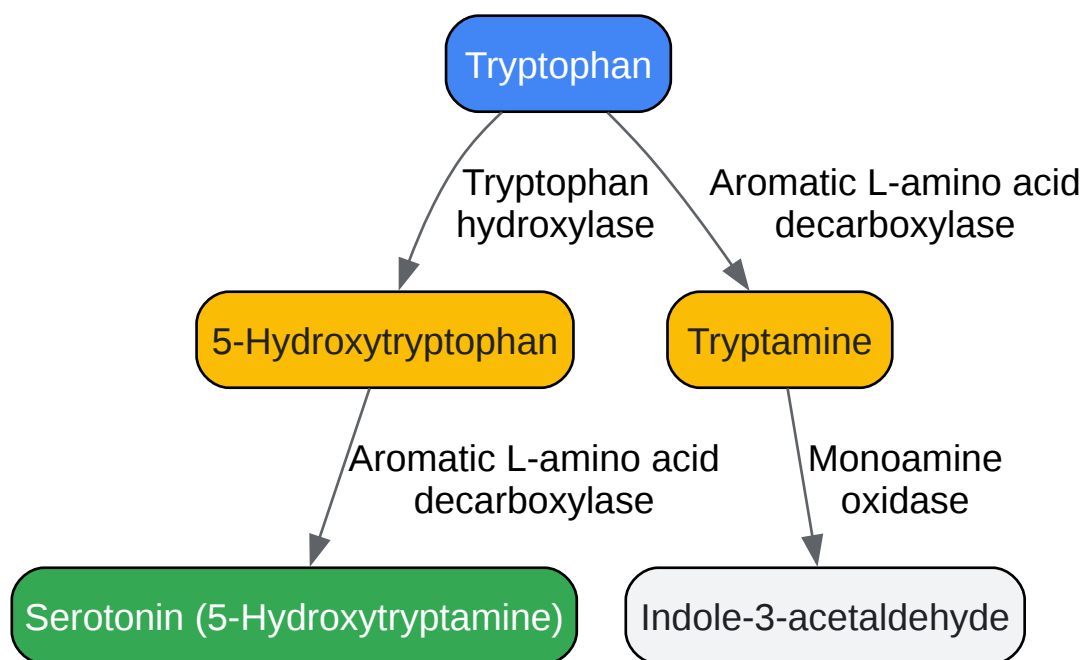 Tryptophan
Tryptophan
hydroxylase
Aromatic L-amino acid
decarboxylase
5-Hydroxytryptophan
Tryptamine
Aromatic L-amino acid
decarboxylase
Monoamine
oxidase
Serotonin (5-Hydroxytryptamine)
Indole-3-acetaldehyde